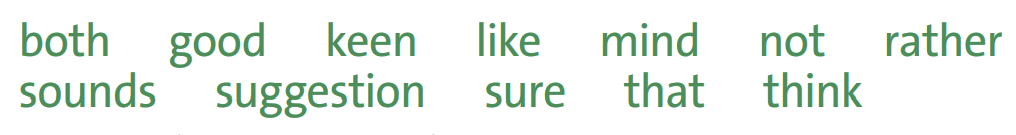 both good keen like mind not rather
sounds suggestion sure that think